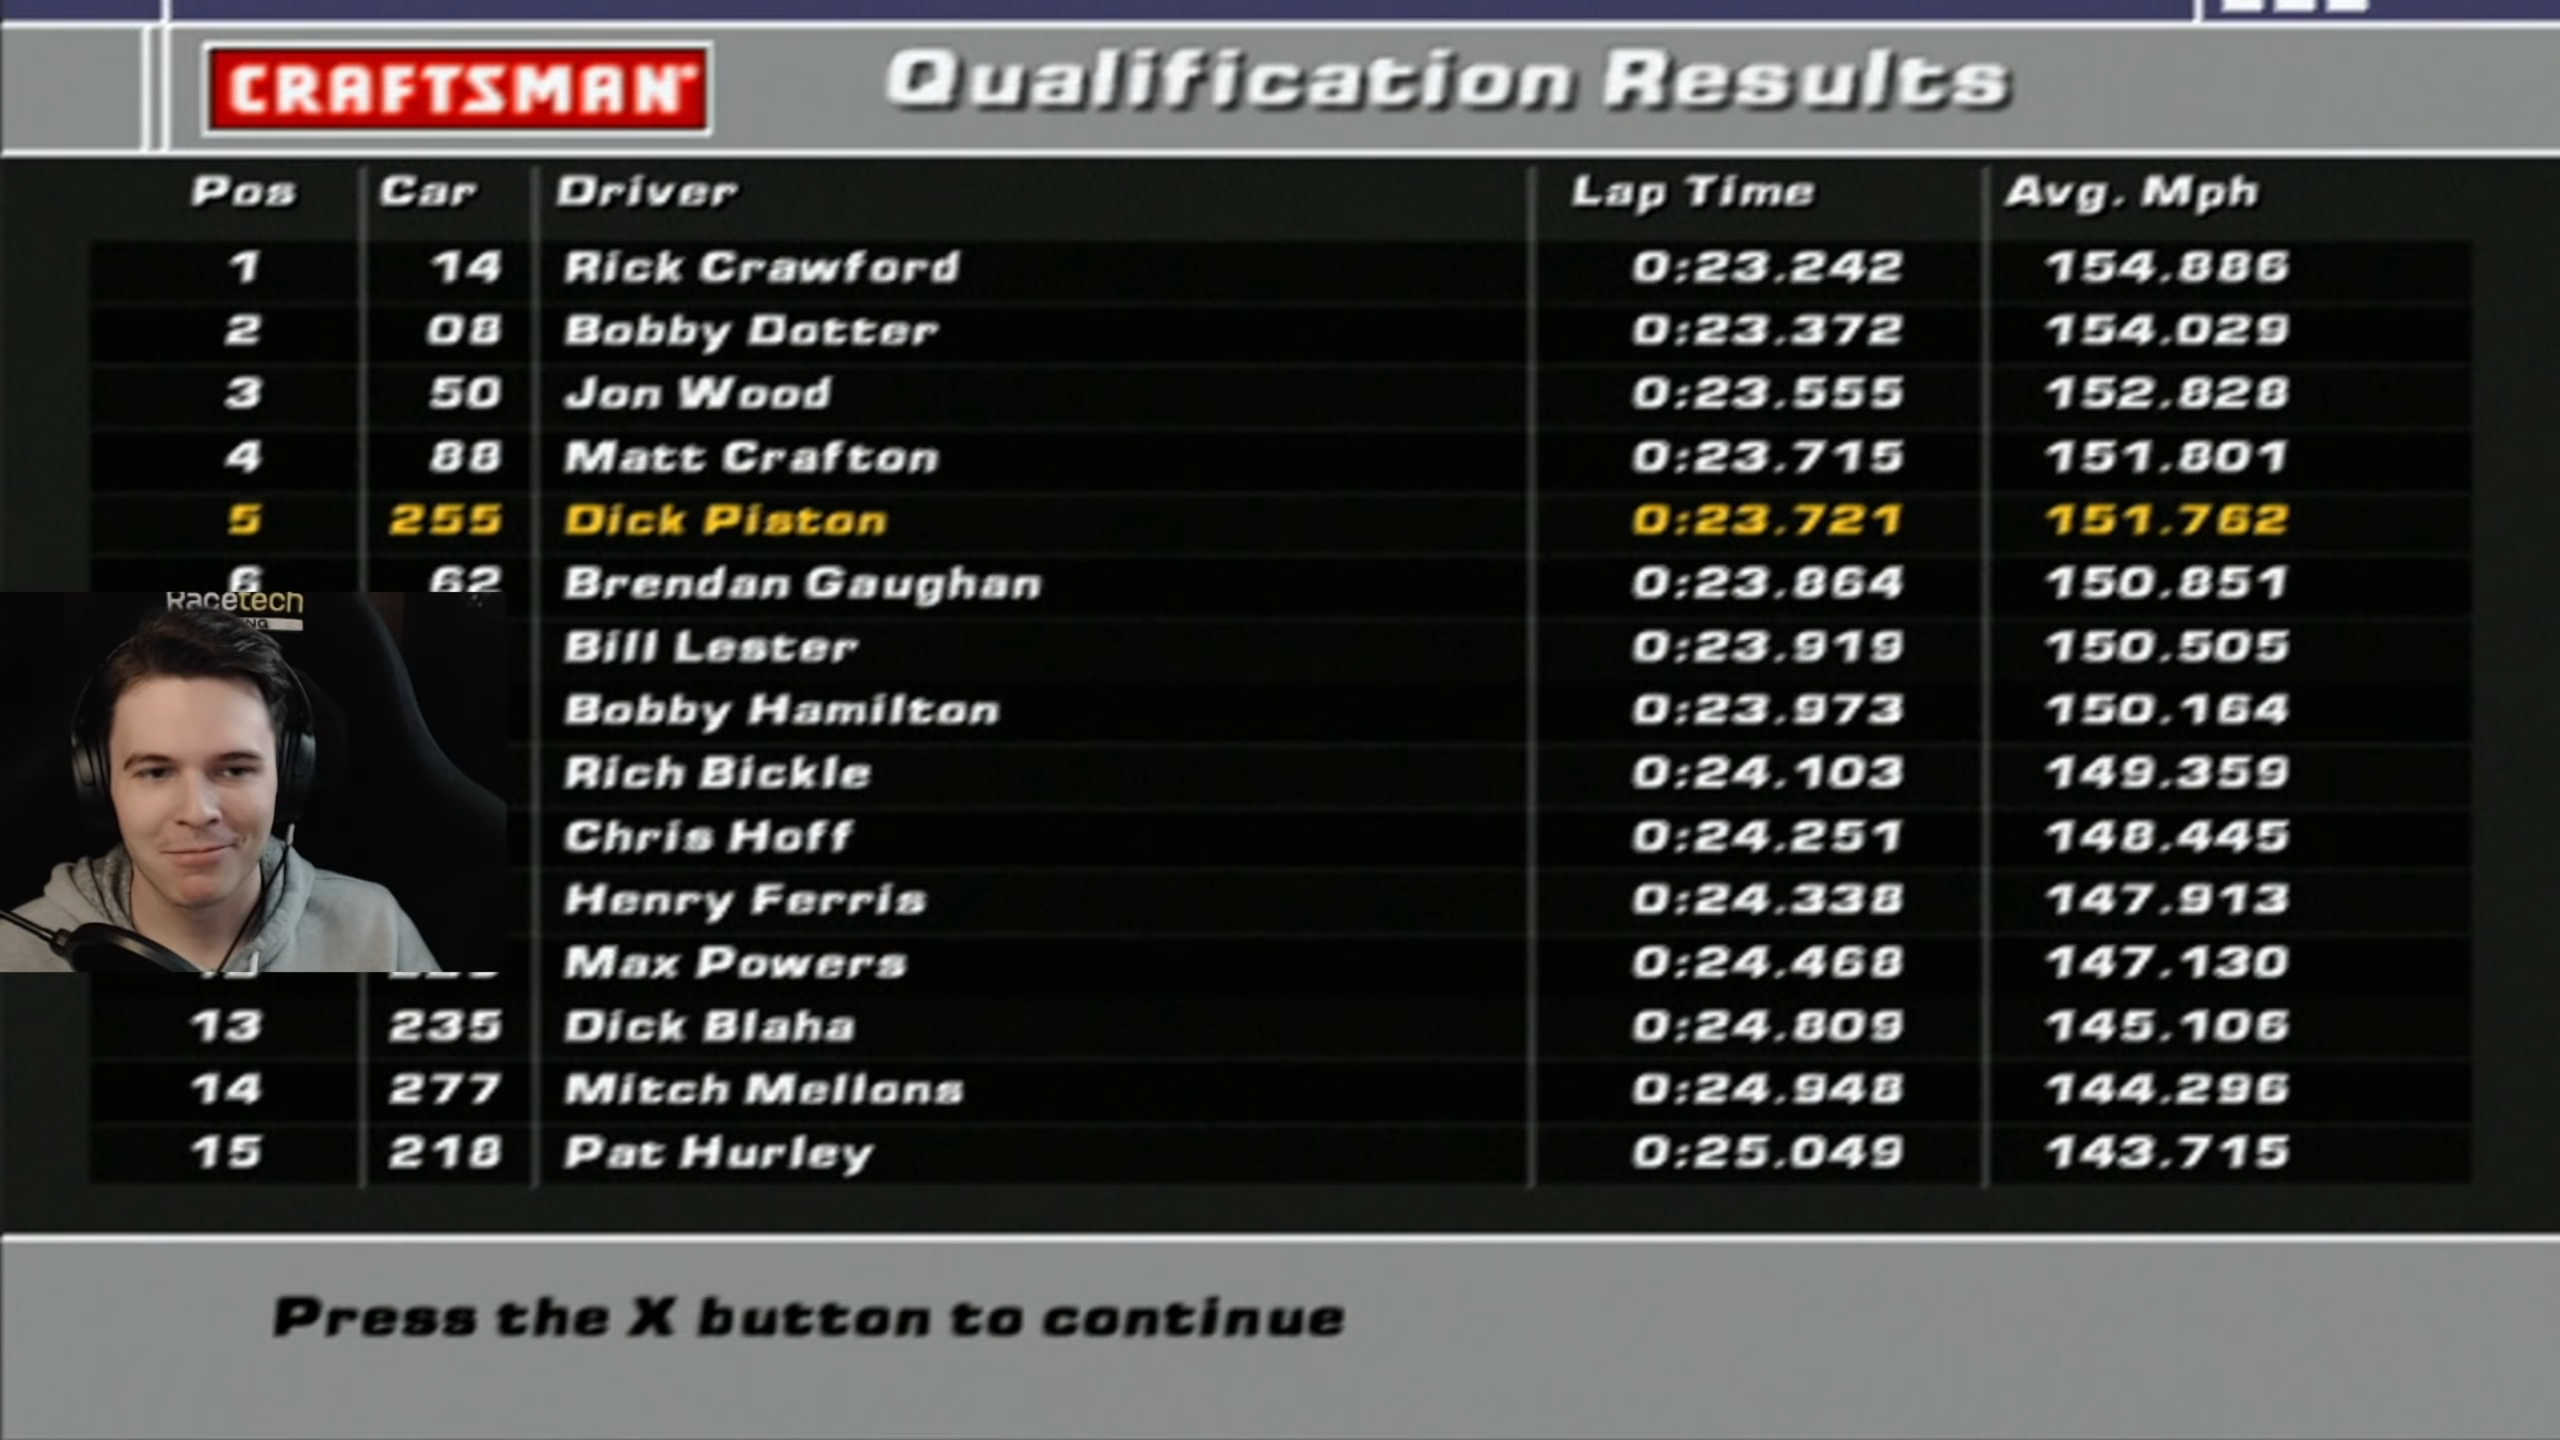 CRAFTSMAN Qualification Results
Pos Car Driver Lap Time Avg. Mph
1 14 Rick Crawford 0:23.242 154.886
2 08 Bobby Dotter 0:23.372 154.029
3 50 Jon Wood 0:23.555 152.828
4 88 Matt Crafton 0:23.715 151.801
5 255 Dick Piston 0:23.721 151.762
6 62 Brendan Gaughan 0:23.864 150.851
Racetech
Bill Lester 0:23.919 150.505
Bobby Hamilton 0:23.973 150.164
Rich Bickle 0:24.103 149.359
Chris Hoff 0:24.251 148.445
Henry Ferris 0:24.338 147.913
Max Powers 0:24.468 147.130
13 235 Dick Blaha 0:24.809 145.106
14 277 Mitch Mellons 0:24.948 144.296
15 218 Pat Hurley 0:25.049 143.715
Press the X button to continue